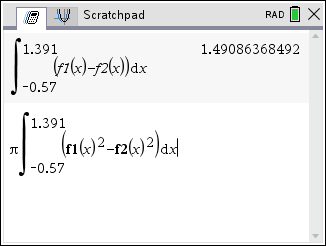 Scratchpad RAD
∫ 1.391 -0.57 (f1(x)-f2(x))dx 1.49086368492
π ∫ 1.391 -0.57 (f1(x)²-f2(x)²)dx